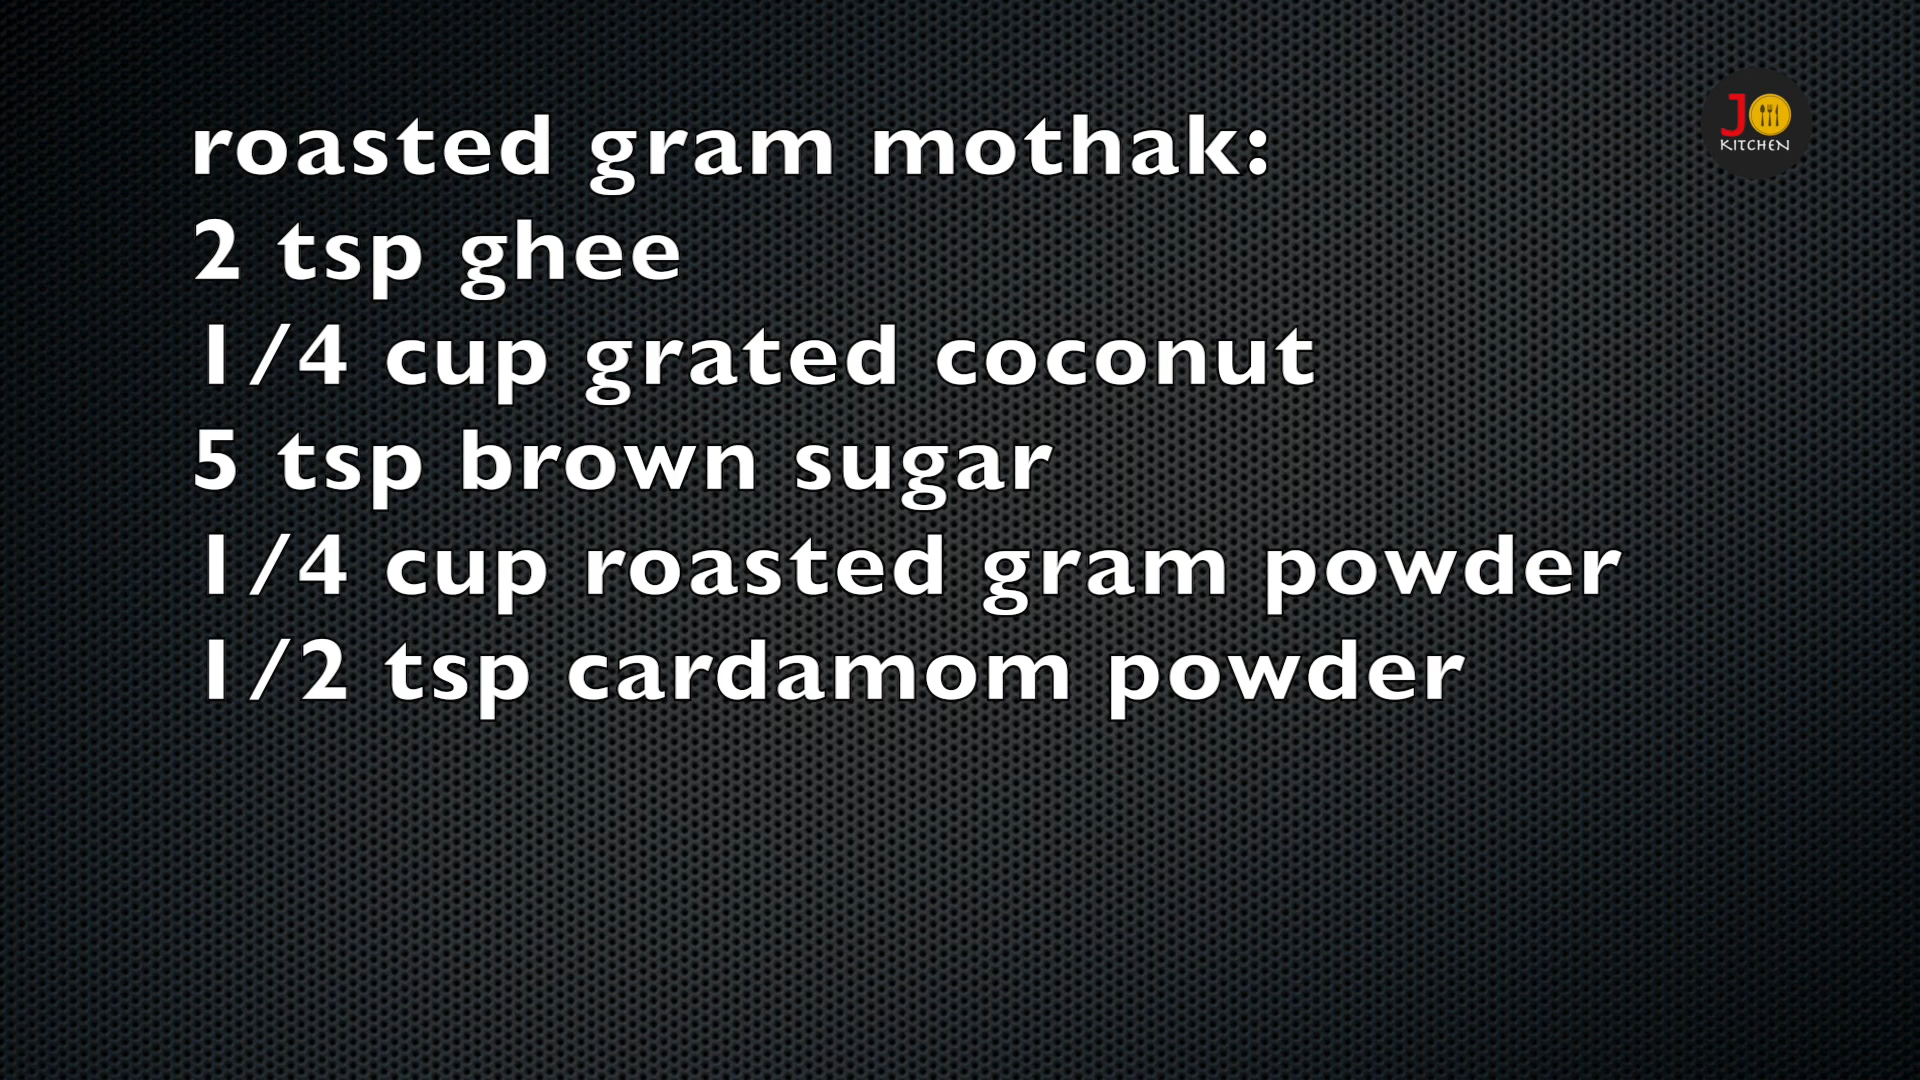 roasted gram mothak:
2 tsp ghee
1/4 cup grated coconut
5 tsp brown sugar
1/4 cup roasted gram powder
1/2 tsp cardamom powder
JO
KITCHEN